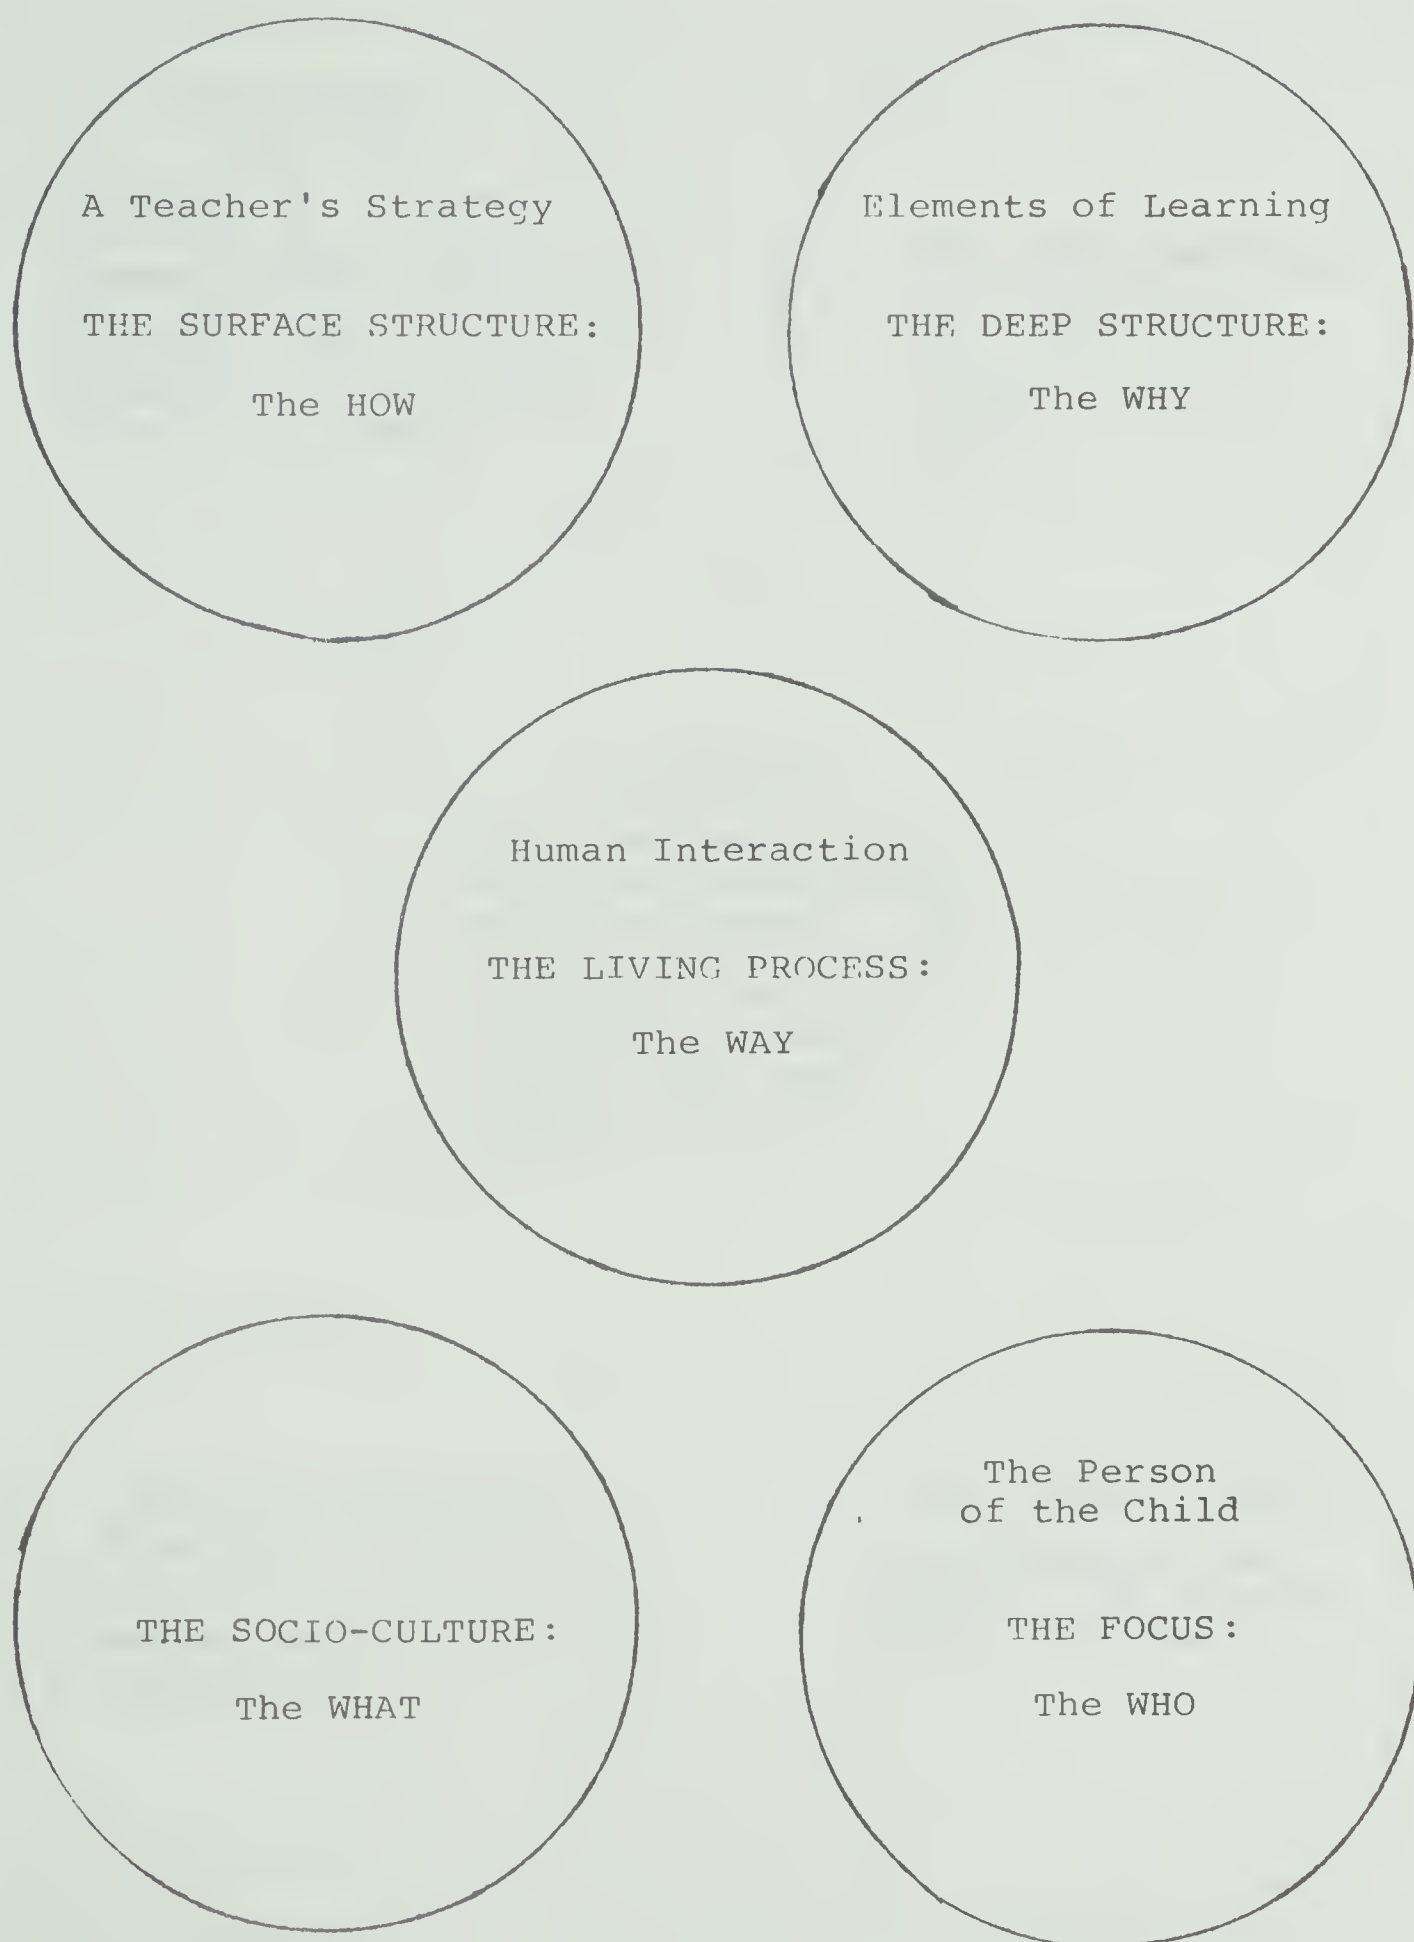 A Teacher's Strategy
THE SURFACE STRUCTURE:
The HOW
Elements of Learning
THE DEEP STRUCTURE:
The WHY
Human Interaction
THE LIVING PROCESS:
The WAY
THE SOCIO-CULTURE:
The WHAT
The Person
of the Child
THE FOCUS:
The WHO